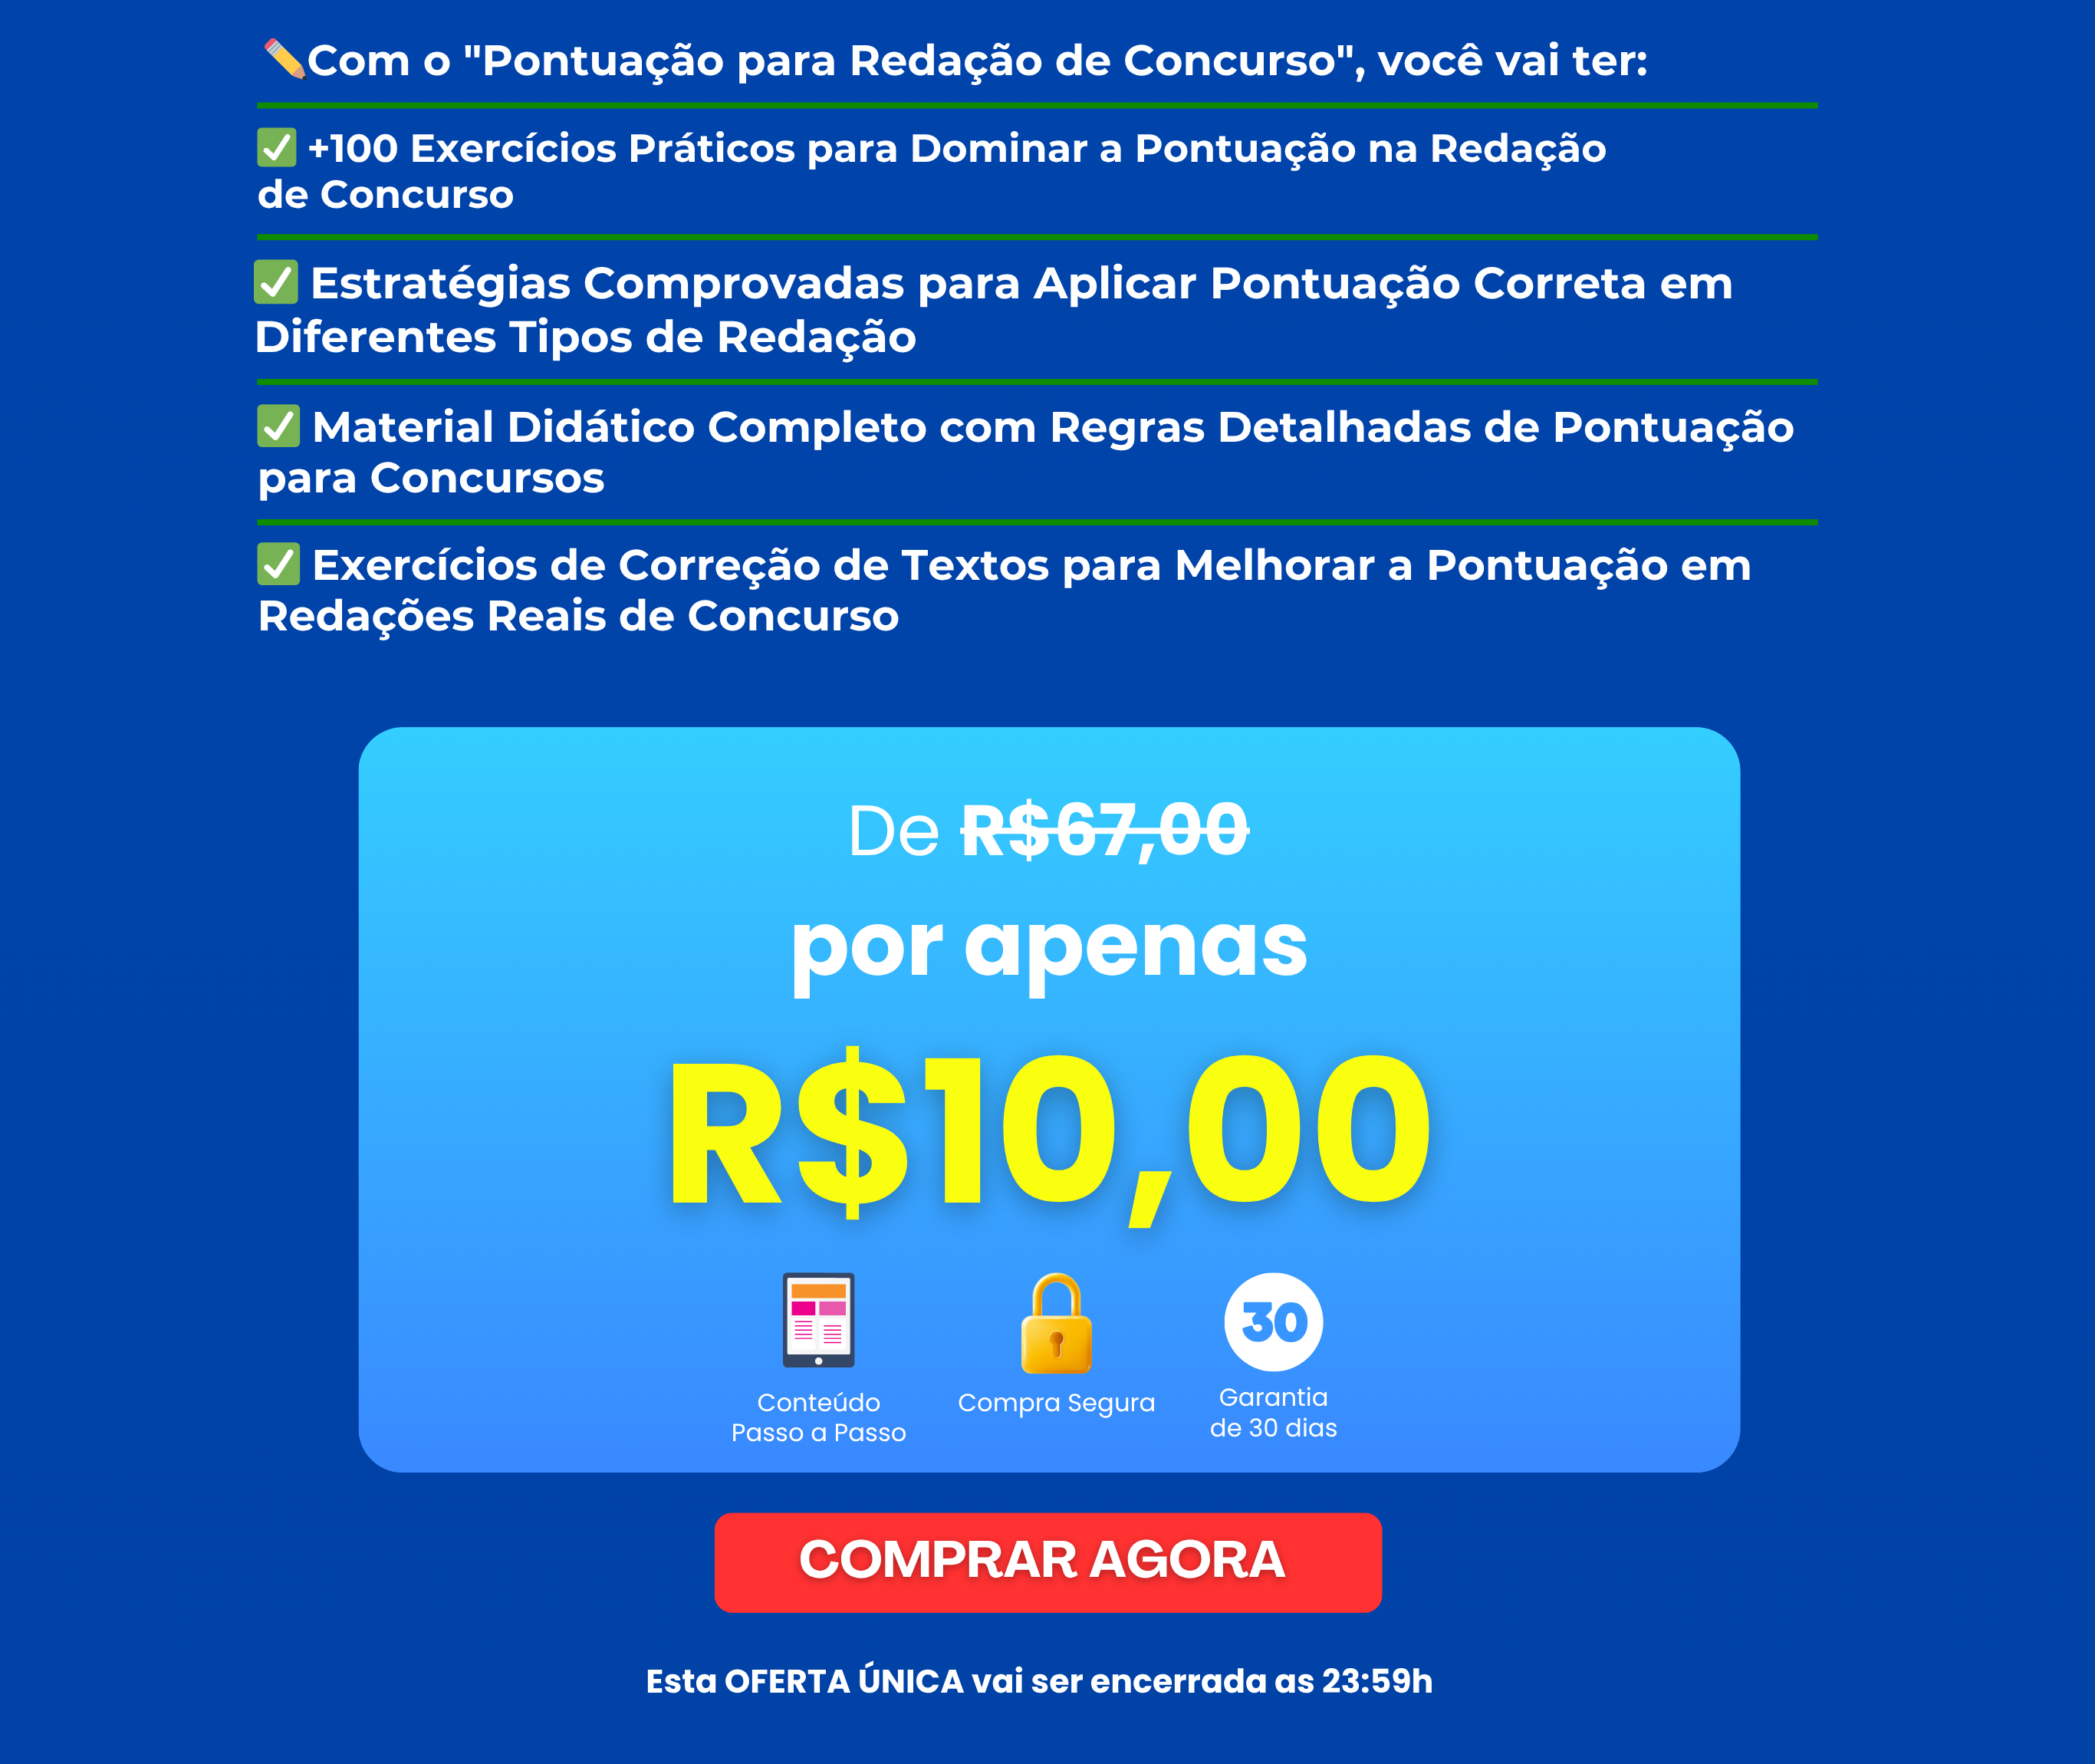 ✏️Com o "Pontuação para Redação de Concurso", você vai ter:
✅ +100 Exercícios Práticos para Dominar a Pontuação na Redação
de Concurso
✅ Estratégias Comprovadas para Aplicar Pontuação Correta em
Diferentes Tipos de Redação
✅ Material Didático Completo com Regras Detalhadas de Pontuação
para Concursos
✅ Exercícios de Correção de Textos para Melhorar a Pontuação em
Redações Reais de Concurso
De R$67,00
por apenas
R$10,00
30
Conteúdo
Passo a Passo
Compra Segura
Garantia
de 30 dias
COMPRAR AGORA
Esta OFERTA ÚNICA vai ser encerrada as 23:59h